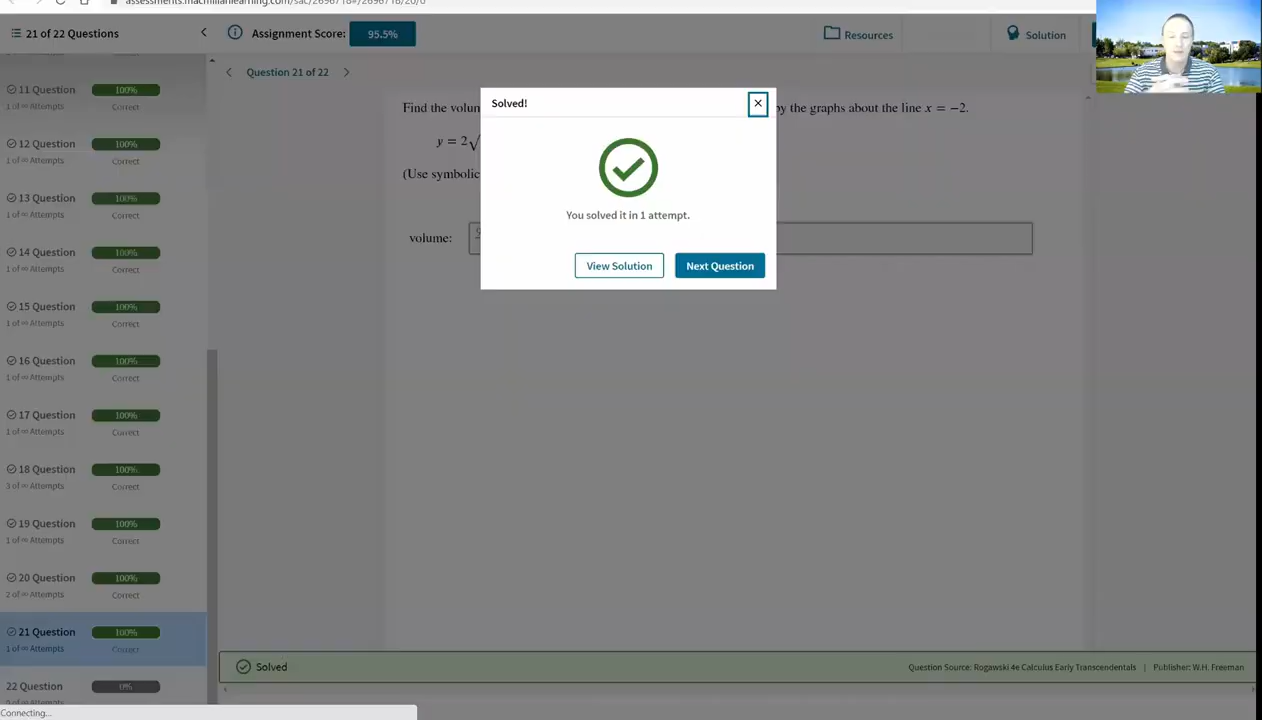 assessments.macmillanlearning.com/sac/2696718#/2696718/20/0
21 of 22 Questions
Assignment Score: 95.5%
Resources
Solution
Question 21 of 22
11 Question 100%
1 of ∞ Attempts Correct
12 Question 100%
1 of ∞ Attempts Correct
13 Question 100%
1 of ∞ Attempts Correct
14 Question 100%
1 of ∞ Attempts Correct
15 Question 100%
1 of ∞ Attempts Correct
16 Question 100%
1 of ∞ Attempts Correct
17 Question 100%
1 of ∞ Attempts Correct
18 Question 100%
3 of ∞ Attempts Correct
19 Question 100%
1 of ∞ Attempts Correct
20 Question 100%
2 of ∞ Attempts Correct
21 Question 100%
1 of ∞ Attempts Correct
22 Question 0%
Connecting...
Find the volum
by the graphs about the line x = −2.
y = 2√
(Use symbolic
volume:
Solved!
You solved it in 1 attempt.
View Solution
Next Question
Solved
Question Source: Rogawski 4e Calculus Early Transcendentals | Publisher: W.H. Freeman